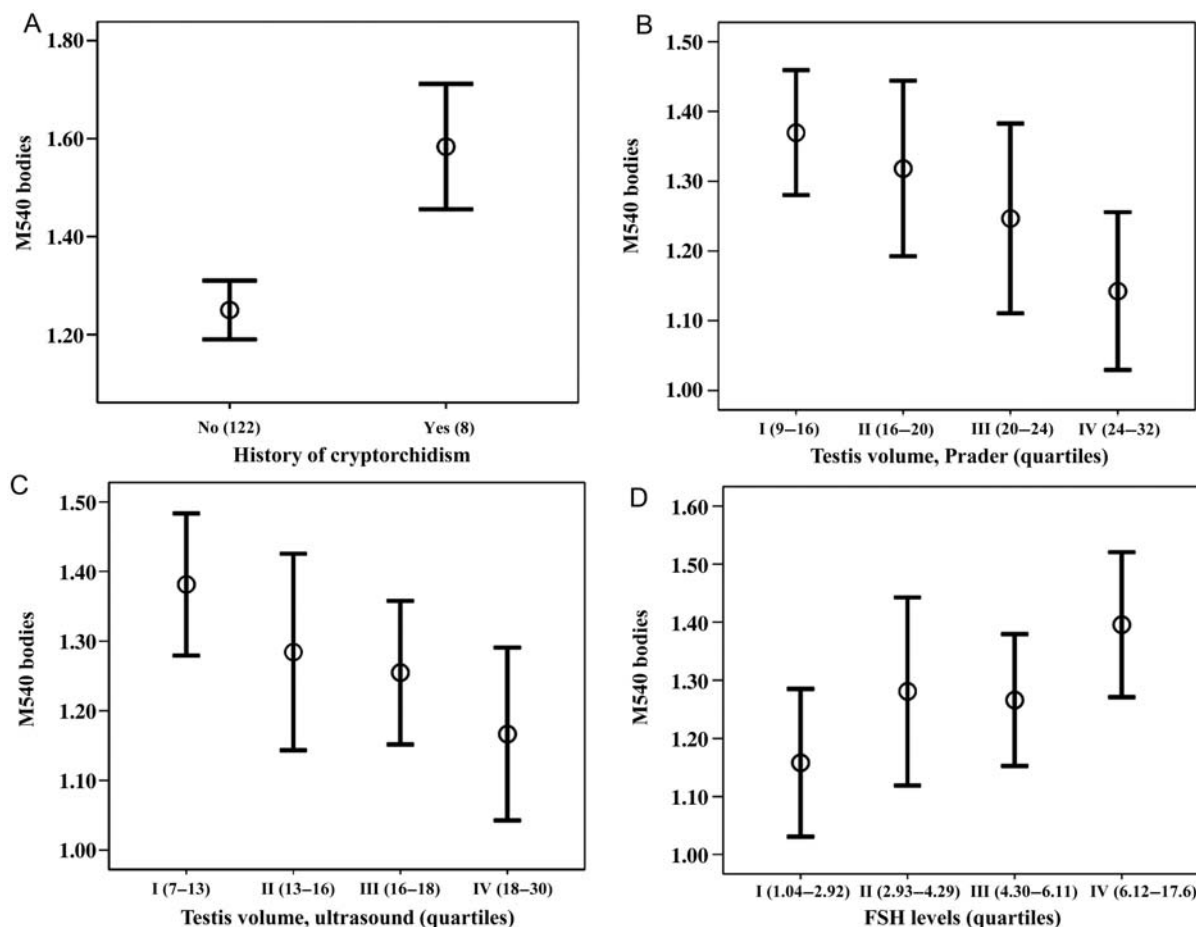 A
1.80
1.60
1.40
1.20
M540 bodies
No (122) Yes (8)
History of cryptorchidism
B
1.50
1.40
1.30
1.20
1.10
1.00
M540 bodies
I (9–16) II (16–20) III (20–24) IV (24–32)
Testis volume, Prader (quartiles)
C
1.50
1.40
1.30
1.20
1.10
1.00
M540 bodies
I (7–13) II (13–16) III (16–18) IV (18–30)
Testis volume, ultrasound (quartiles)
D
1.60
1.50
1.40
1.30
1.20
1.10
1.00
M540 bodies
I (1.04–2.92) II (2.93–4.29) III (4.30–6.11) IV (6.12–17.6)
FSH levels (quartiles)